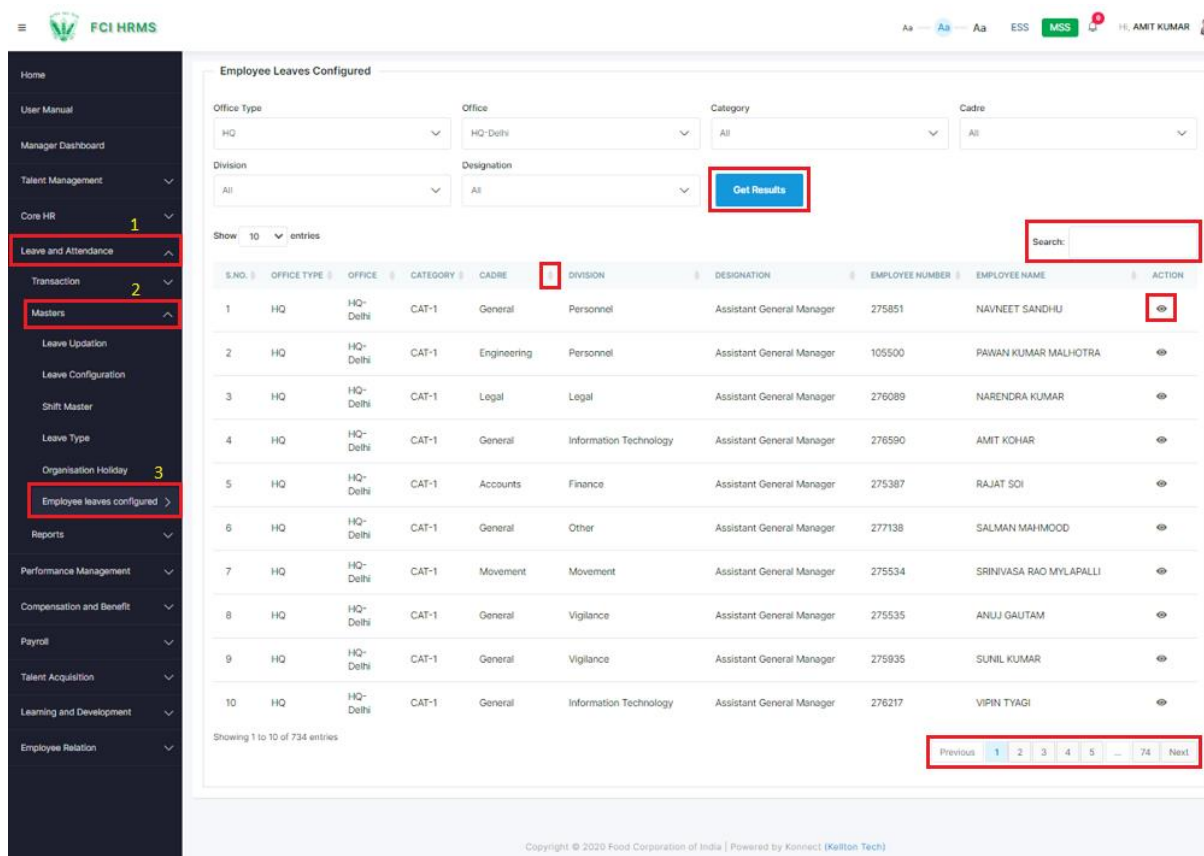 FCI HRMS
Aa Aa Aa ESS MSS 0 Hi, AMIT KUMAR
Home
User Manual
Manager Dashboard
Talent Management
Core HR
1
Leave and Attendance
Transaction
2
Masters
Leave Updation
Leave Configuration
Shift Master
Leave Type
Organisation Holiday
3
Employee leaves configured
Reports
Performance Management
Compensation and Benefit
Payroll
Talent Acquisition
Learning and Development
Employee Relation
Employee Leaves Configured
Office Type Office Category Cadre
HQ HQ-Delhi All All
Division Designation
All All Get Results
Show 10 entries Search:
S.NO. OFFICE TYPE OFFICE CATEGORY CADRE DIVISION DESIGNATION EMPLOYEE NUMBER EMPLOYEE NAME ACTION
1 HQ HQ-Delhi CAT-1 General Personnel Assistant General Manager 275851 NAVNEET SANDHU
2 HQ HQ-Delhi CAT-1 Engineering Personnel Assistant General Manager 105500 PAWAN KUMAR MALHOTRA
3 HQ HQ-Delhi CAT-1 Legal Legal Assistant General Manager 276089 NARENDRA KUMAR
4 HQ HQ-Delhi CAT-1 General Information Technology Assistant General Manager 276590 AMIT KOHAR
5 HQ HQ-Delhi CAT-1 Accounts Finance Assistant General Manager 275387 RAJAT SOI
6 HQ HQ-Delhi CAT-1 General Other Assistant General Manager 277138 SALMAN MAHMOOD
7 HQ HQ-Delhi CAT-1 Movement Movement Assistant General Manager 275534 SRINIVASA RAO MYLAPALLI
8 HQ HQ-Delhi CAT-1 General Vigilance Assistant General Manager 275535 ANUJ GAUTAM
9 HQ HQ-Delhi CAT-1 General Vigilance Assistant General Manager 275935 SUNIL KUMAR
10 HQ HQ-Delhi CAT-1 General Information Technology Assistant General Manager 276217 VIPIN TYAGI
Showing 1 to 10 of 734 entries
Previous 1 2 3 4 5 ... 74 Next
Copyright © 2020 Food Corporation of India | Powered by Konnect (Kellton Tech)